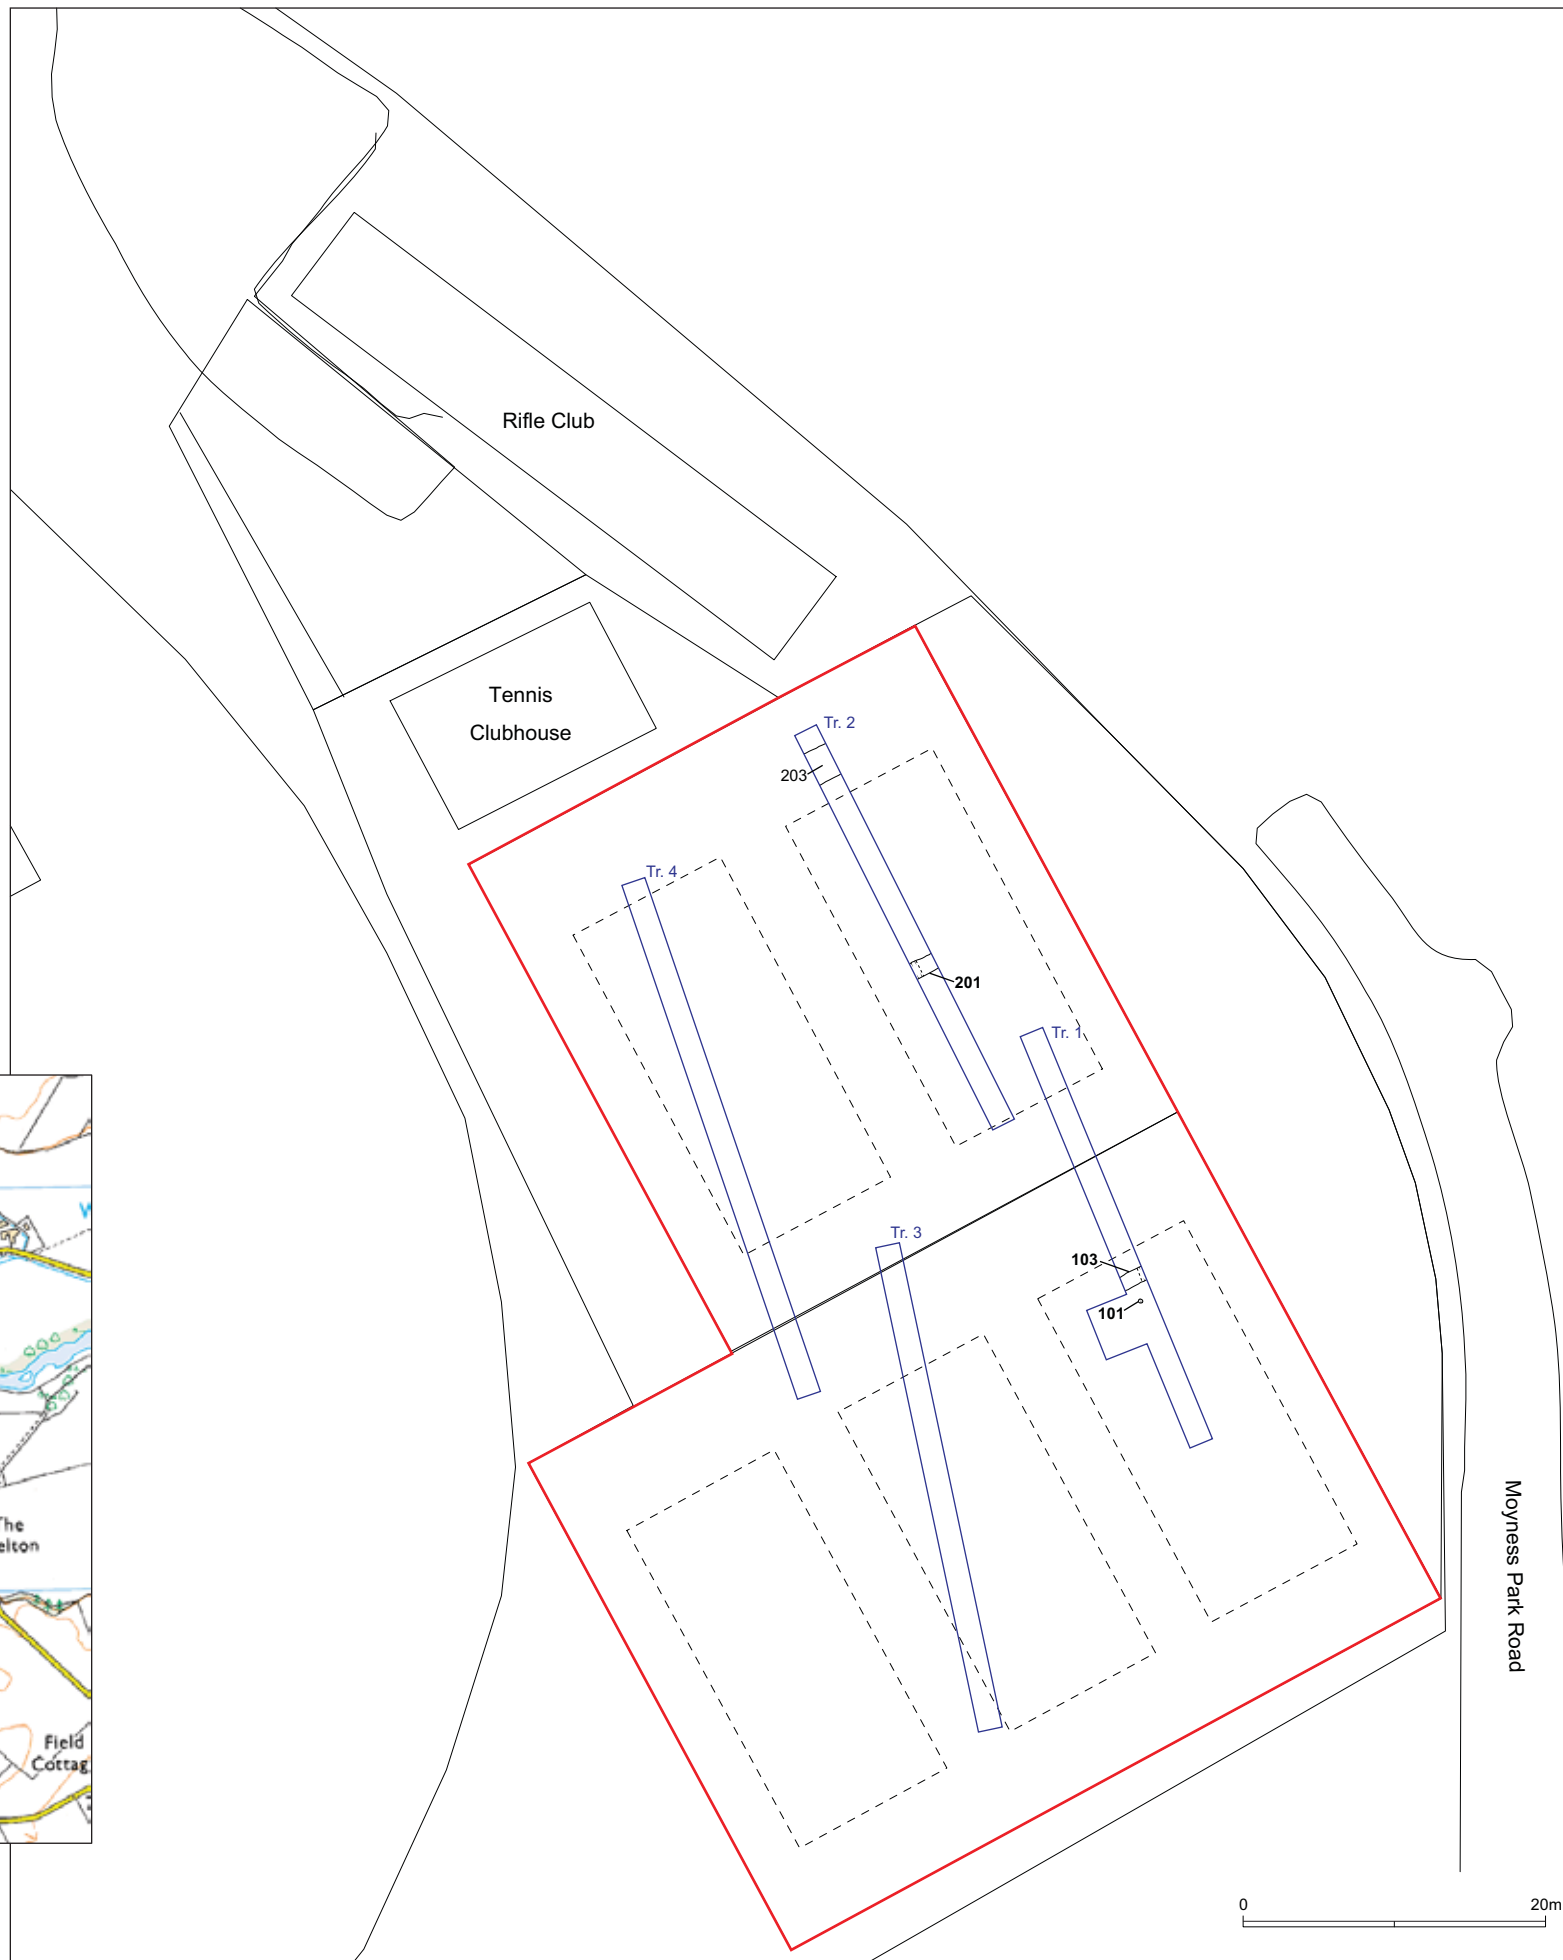 Rifle Club
Tennis
Clubhouse
Tr. 2
203
Tr. 4
201
Tr. 1
Tr. 3
103
101
Moyness Park Road
Field
0
20m